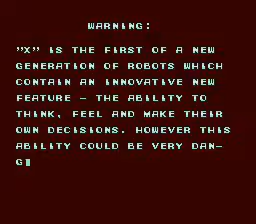 WARNING:
"X" IS THE FIRST OF A NEW
GENERATION OF ROBOTS WHICH
CONTAIN AN INNOVATIVE NEW
FEATURE - THE ABILITY TO
THINK, FEEL AND MAKE THEIR
OWN DECISIONS. HOWEVER THIS
ABILITY COULD BE VERY DAN-
G